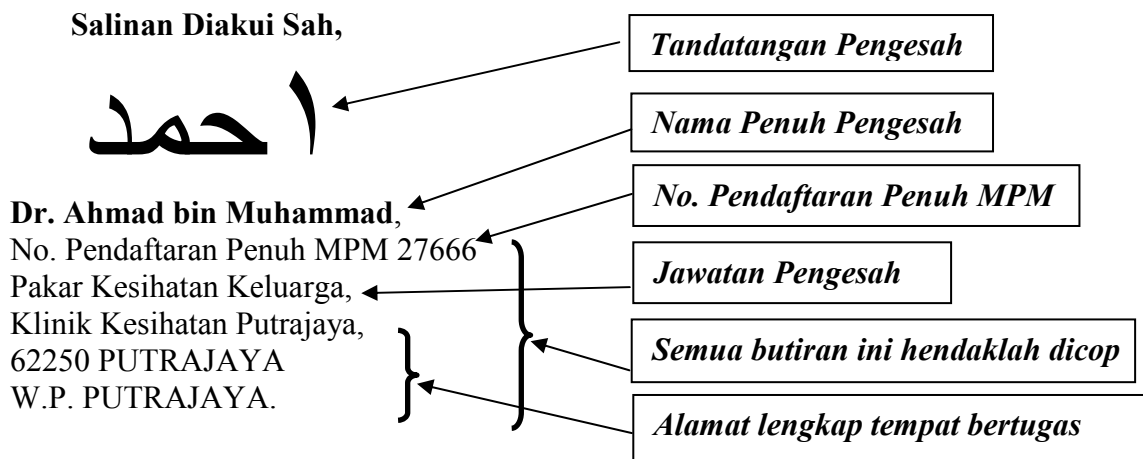 Salinan Diakui Sah,
احمد
Dr. Ahmad bin Muhammad,
No. Pendaftaran Penuh MPM 27666
Pakar Kesihatan Keluarga,
Klinik Kesihatan Putrajaya,
62250 PUTRAJAYA
W.P. PUTRAJAYA.
Tandatangan Pengesah
Nama Penuh Pengesah
No. Pendaftaran Penuh MPM
Jawatan Pengesah
Semua butiran ini hendaklah dicop
Alamat lengkap tempat bertugas